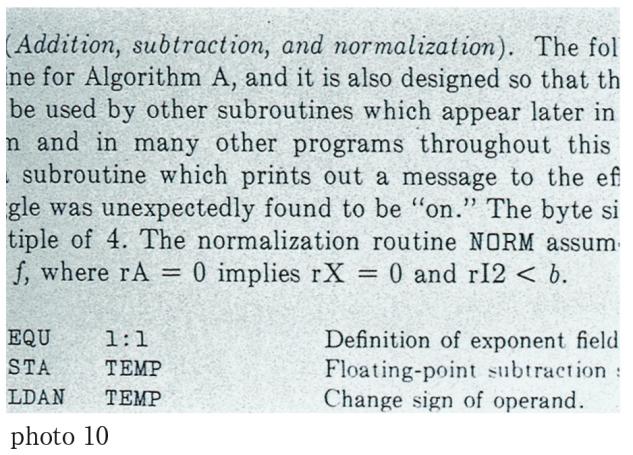 (Addition, subtraction, and normalization). The fol
ne for Algorithm A, and it is also designed so that th
be used by other subroutines which appear later in
n and in many other programs throughout this
subroutine which prints out a message to the ef
gle was unexpectedly found to be “on.” The byte si
tiple of 4. The normalization routine NORM assum
f, where rA = 0 implies rX = 0 and rI2 < b.
EQU 1:1 Definition of exponent field
STA TEMP Floating-point subtraction :
LDAN TEMP Change sign of operand.
photo 10